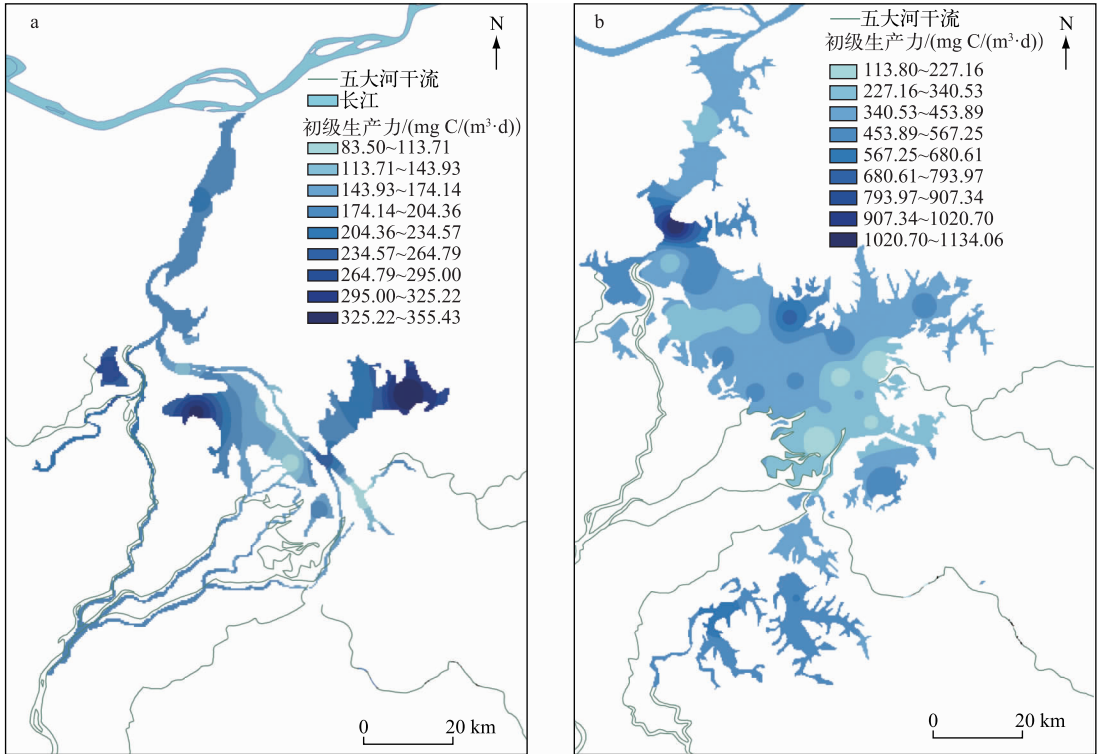 a
N
五大河干流
长江
初级生产力/(mg C/(m³·d))
83.50~113.71
113.71~143.93
143.93~174.14
174.14~204.36
204.36~234.57
234.57~264.79
264.79~295.00
295.00~325.22
325.22~355.43
0 20 km
b
N
五大河干流
初级生产力/(mg C/(m³·d))
113.80~227.16
227.16~340.53
340.53~453.89
453.89~567.25
567.25~680.61
680.61~793.97
793.97~907.34
907.34~1020.70
1020.70~1134.06
0 20 km